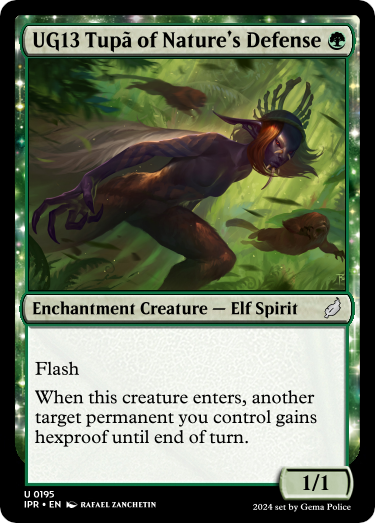 UG13 Tupã of Nature's Defense
Enchantment Creature — Elf Spirit
Flash
When this creature enters, another
target permanent you control gains
hexproof until end of turn.
1/1
U 0195
IPR • EN RAFAEL ZANCHETIN
2024 set by Gema Police